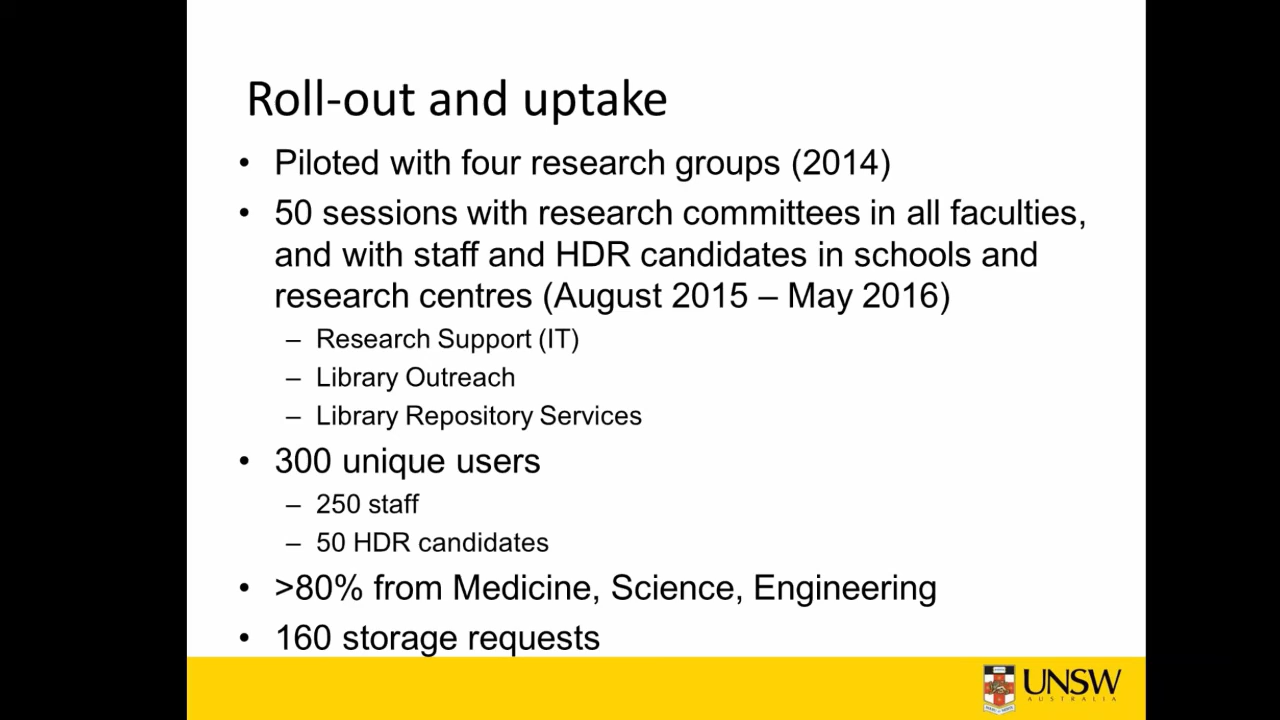 Roll-out and uptake
• Piloted with four research groups (2014)
• 50 sessions with research committees in all faculties,
and with staff and HDR candidates in schools and
research centres (August 2015 – May 2016)
– Research Support (IT)
– Library Outreach
– Library Repository Services
• 300 unique users
– 250 staff
– 50 HDR candidates
• >80% from Medicine, Science, Engineering
• 160 storage requests
UNSW
AUSTRALIA